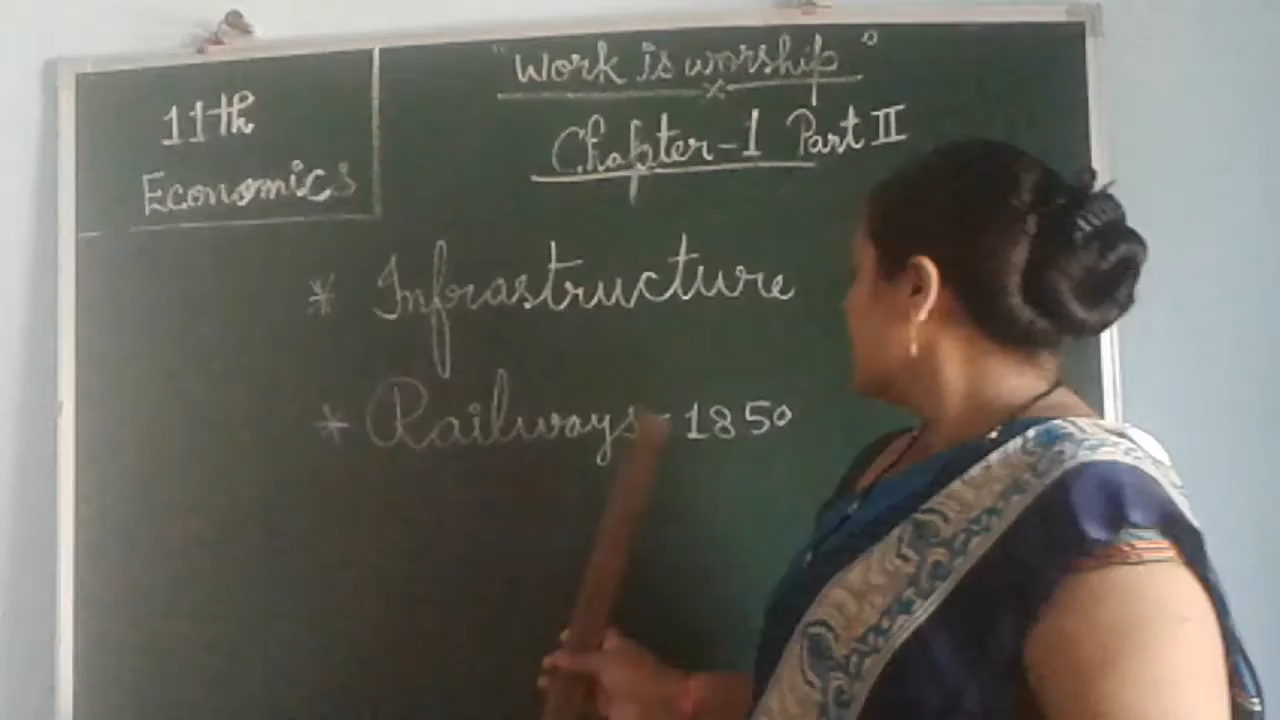 "Work is worship"
11th
Economics
Chapter-1 Part II
* Infrastructure
* Railways - 1850